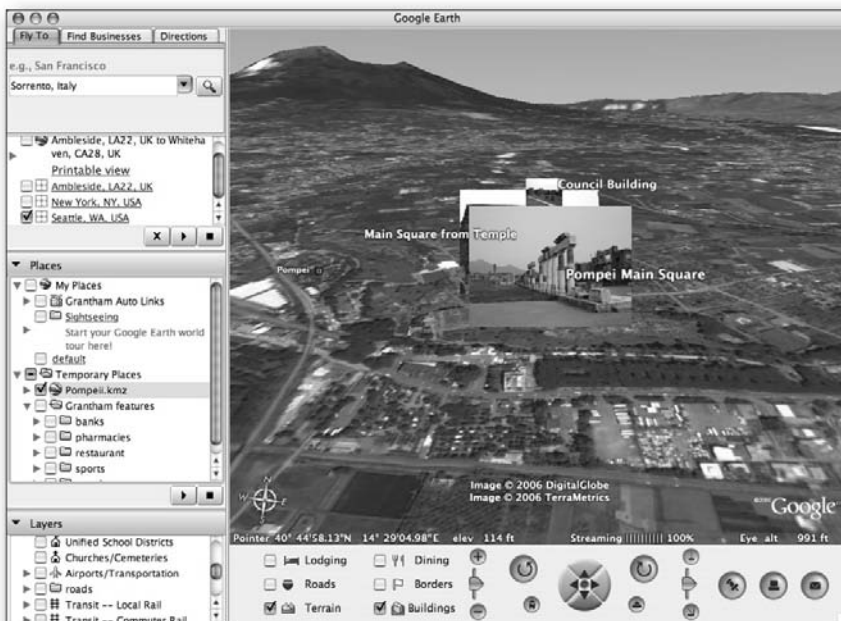 Google Earth
Fly To
Find Businesses
Directions
e.g., San Francisco
Sorrento, Italy
Ambleside, LA22, UK to Whiteha
ven, CA28, UK
Printable view
Ambleside, LA22, UK
New York, NY, USA
Seattle, WA, USA
Places
My Places
Grantham Auto Links
Sightseeing
Start your Google Earth world
tour here!
default
Temporary Places
Pompeii.kmz
Grantham features
banks
pharmacies
restaurant
sports
Layers
Unified School Districts
Churches/Cemeteries
Airports/Transportation
roads
Transit -- Local Rail
Transit -- Commuter Rail
Council Building
Main Square from Temple
Pompei
Pompei Main Square
N
W
E
S
Image © 2006 DigitalGlobe
Image © 2006 TerraMetrics
Google
Pointer 40° 44'58.13"N 14° 29'04.98"E elev 114 ft Streaming |||||||||| 100% Eye alt 991 ft
Lodging
Dining
Roads
Borders
Terrain
Buildings